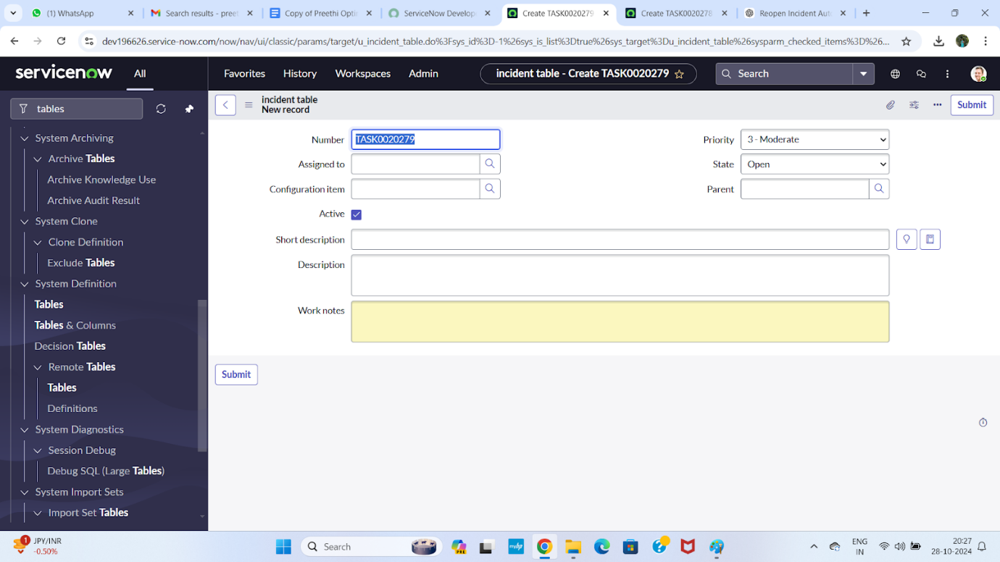 (1) WhatsApp
Search results - preet
Copy of Preethi Opti
ServiceNow Develop
Create TASK0020279
Create TASK0020278
Reopen Incident Aut
dev196626.service-now.com/now/nav/ui/classic/params/target/u_incident_table.do%3Fsys_id%3D-1%26sys_is_list%3Dtrue%26sys_target%3Du_incident_table%26sysparm_checked_items%3D%26...
servicenow
All
Favorites
History
Workspaces
Admin
incident table - Create TASK0020279
Search
tables
incident table
New record
Submit
System Archiving
Archive Tables
Archive Knowledge Use
Archive Audit Result
System Clone
Clone Definition
Exclude Tables
System Definition
Tables
Tables & Columns
Decision Tables
Remote Tables
Tables
Definitions
System Diagnostics
Session Debug
Debug SQL (Large Tables)
System Import Sets
Import Set Tables
Number
TASK0020279
Priority
3 - Moderate
Assigned to
State
Open
Configuration item
Parent
Active
Short description
Description
Work notes
Submit
1
JPY/INR
-0.50%
Search
PRE
myhp
ENG
IN
20:27
28-10-2024